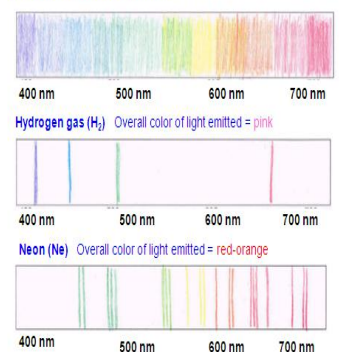 400 nm 500 nm 600 nm 700 nm
Hydrogen gas (H₂) Overall color of light emitted = pink
400 nm 500 nm 600 nm 700 nm
Neon (Ne) Overall color of light emitted = red-orange
400 nm 500 nm 600 nm 700 nm